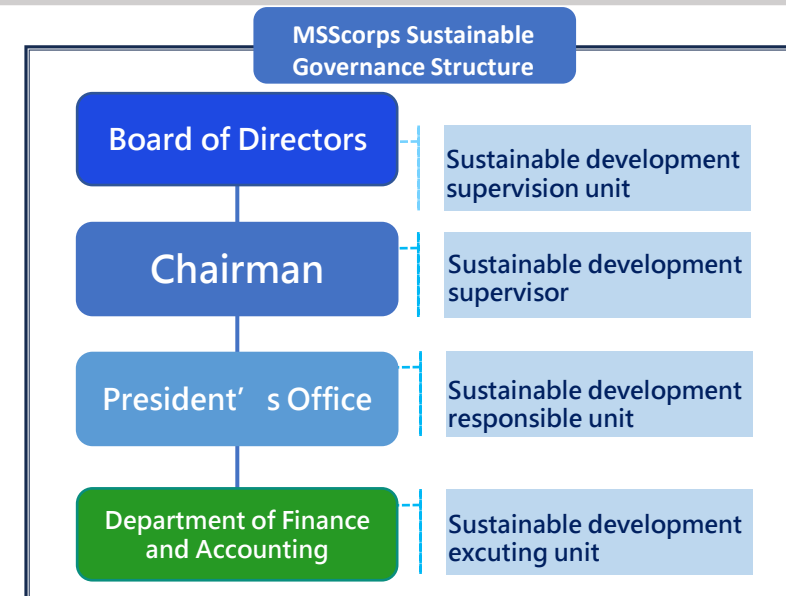 MSScorps Sustainable
Governance Structure
Board of Directors
Sustainable development
supervision unit
Chairman
Sustainable development
supervisor
President’ s Office
Sustainable development
responsible unit
Department of Finance
and Accounting
Sustainable development
excuting unit